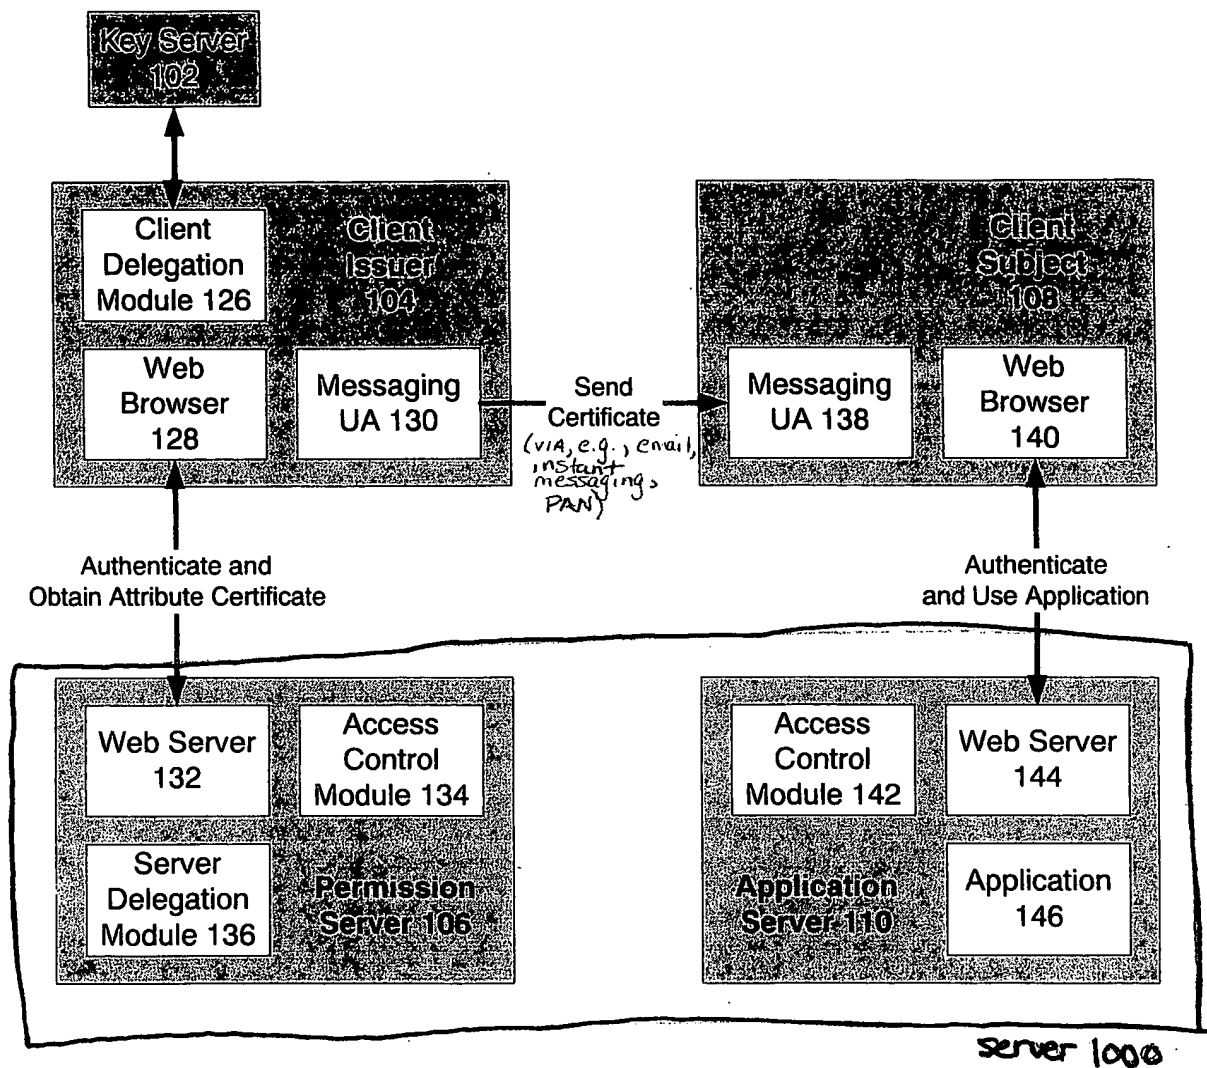 Key Server
102
Client
Delegation
Module 126
Client
Issuer
104
Web
Browser
128
Messaging
UA 130
Send
Certificate
(VIA, e.g., email,
instant
messaging,
PAN)
Client
Subject
108
Messaging
UA 138
Web
Browser
140
Authenticate and
Obtain Attribute Certificate
Authenticate
and Use Application
Web Server
132
Access
Control
Module 134
Server
Delegation
Module 136
Permission
Server 106
Access
Control
Module 142
Web Server
144
Application
Server 110
Application
146
server 1000